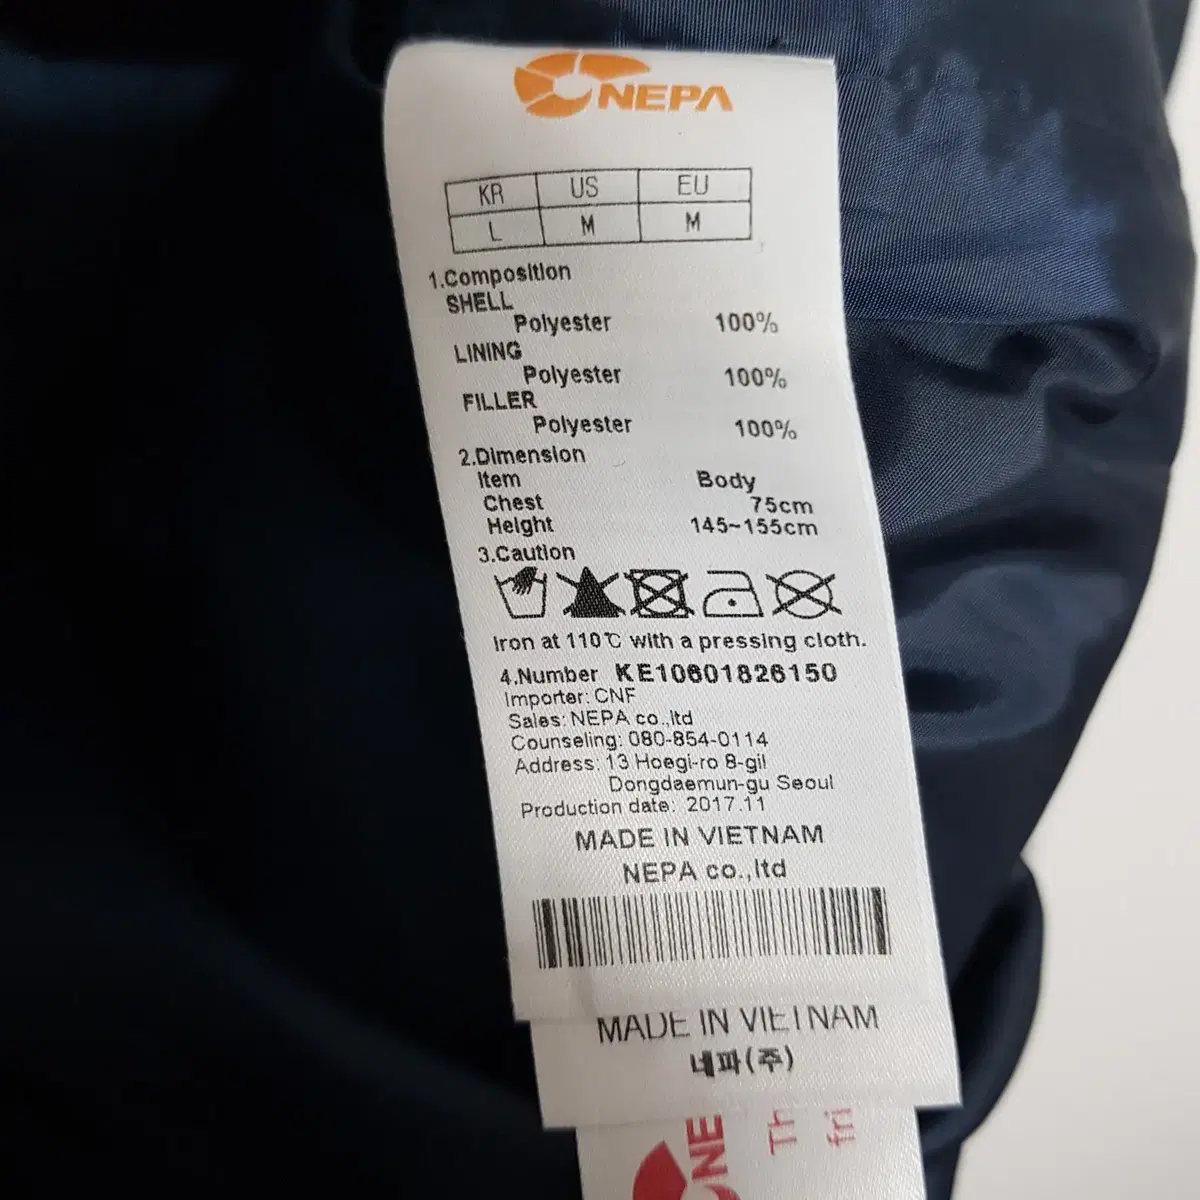 NEPA
KR US EU
L M M
1.Composition
SHELL
Polyester 100%
LINING
Polyester 100%
FILLER
Polyester 100%
2.Dimension
Item Body
Chest 75cm
Height 145~155cm
3.Caution
Iron at 110℃ with a pressing cloth.
4.Number KE10601826150
Importer: CNF
Sales: NEPA co.,ltd
Counseling: 080-854-0114
Address: 13 Hoegi-ro 8-gil
Dongdaemun-gu Seoul
Production date: 2017.11
MADE IN VIETNAM
NEPA co.,ltd
MADE IN VIETNAM
네파(주)
NE
Th
fri